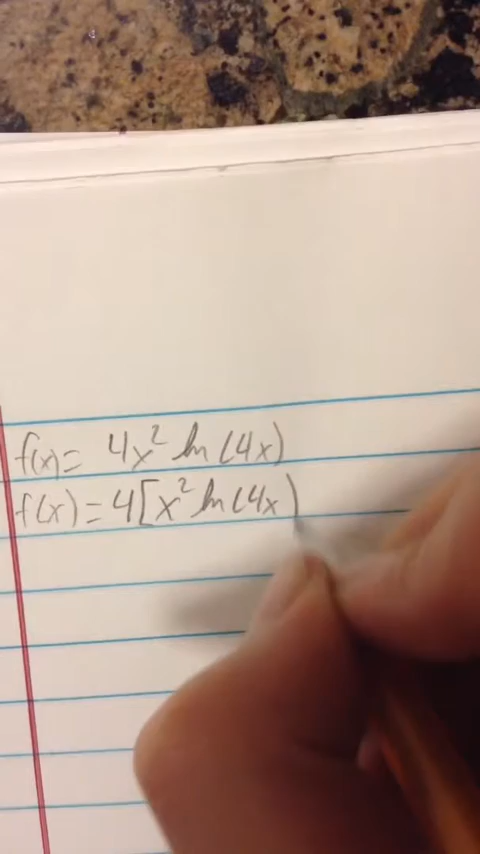 f(x) = 4x² ln (4x)
f(x) = 4[x² ln (4x)